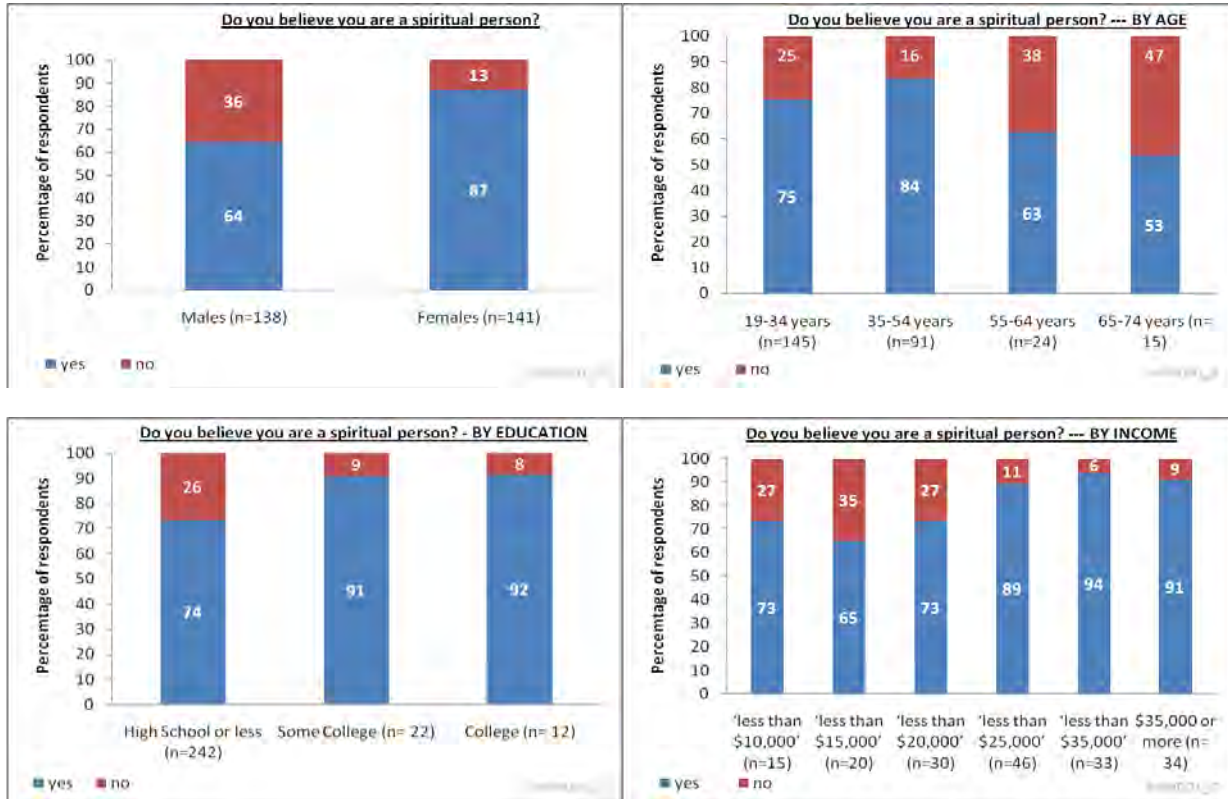 Do you believe you are a spiritual person?
Percemtage of respondents
100
90
80
70
60
50
40
30
20
10
0
36
64
13
87
Males (n=138)
Females (n=141)
yes
no
Do you believe you are a spiritual person? --- BY AGE
Percemtage of respondents
100
90
80
70
60
50
40
30
20
10
0
25
16
38
47
75
84
63
53
19-34 years
(n=145)
35-54 years
(n=91)
55-64 years
(n=24)
65-74 years (n=
15)
yes
no
Do you believe you are a spiritual person? - BY EDUCATION
Percemtage of respondents
100
90
80
70
60
50
40
30
20
10
0
26
9
8
74
91
92
High School or less
(n=242)
Some College (n= 22)
College (n= 12)
yes
no
Do you believe you are a spiritual person? --- BY INCOME
Percemtage of respondents
100
90
80
70
60
50
40
30
20
10
0
27
35
27
11
6
9
73
65
73
89
94
91
'less than
$10,000'
(n=15)
'less than
$15,000'
(n=20)
'less than
$20,000'
(n=30)
'less than
$25,000'
(n=46)
'less than
$35,000'
(n=33)
$35,000 or
more (n=
34)
yes
no